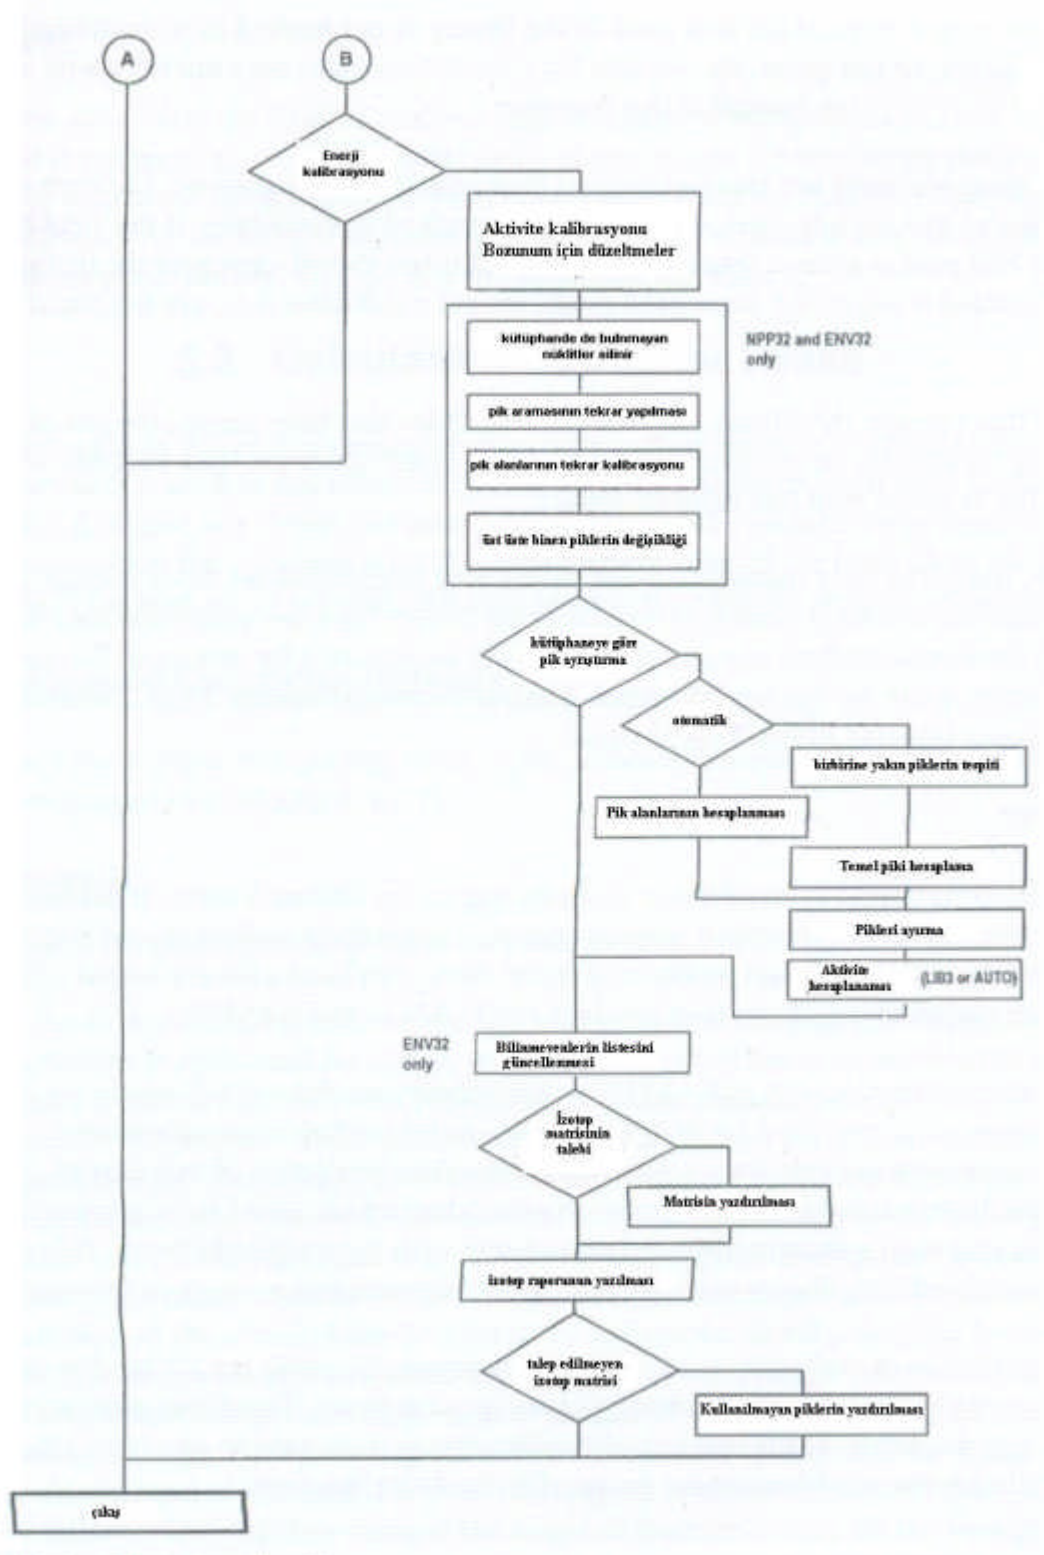 A
B
Enerji
kalibrasyonu
Aktivite kalibrasyonu
Bozunum için düzeltmeler
kütüphande de bulunmayan
nüklitler silinir
NPP32 and ENV32
only
pik aramasının tekrar yapılması
pik alanlarının tekrar kalibrasyonu
üst üste binen piklerin değişikliği
kütüphaneye göre
pik ayrıştırma
otomatik
birbirine yakın piklerin tespiti
Pik alanlarının hesaplanması
Temel piki hesaplama
Pikleri ayırma
Aktivite
hesaplanması
(LIB3 or AUTO)
ENV32
only
Bilinmeyenlerin listesini
güncellenmesi
İzotop
matrisinin
talebi
Matrisin yazdırılması
izotop raporunun yazılması
talep edilmeyen
izotop matrisi
Kullanılmayan piklerin yazdırılması
çıkış